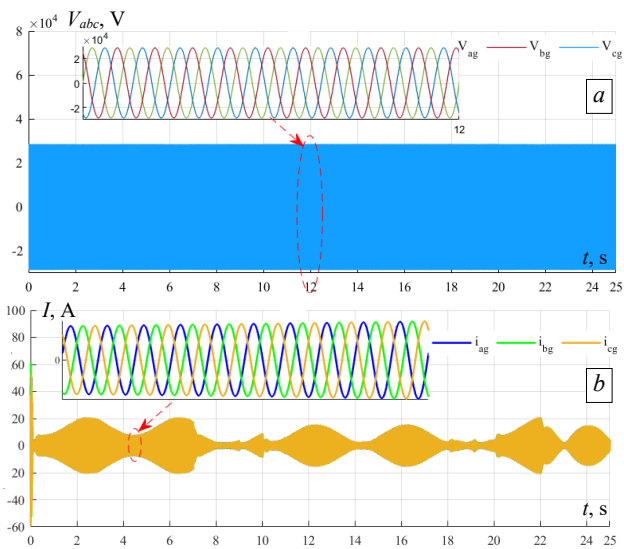 ×10⁴ V_abc, V
8
×10⁴
V_ag V_bg V_cg
6
2
4
0
-2
a
12
2
0
-2
t, s
0 2 4 6 8 10 12 14 16 18 20 22 25
I, A
100
80
i_ag i_bg i_cg
60
0
40
b
20
0
-20
-40
t, s
-60
0 2 4 6 8 10 12 14 16 18 20 22 24 25